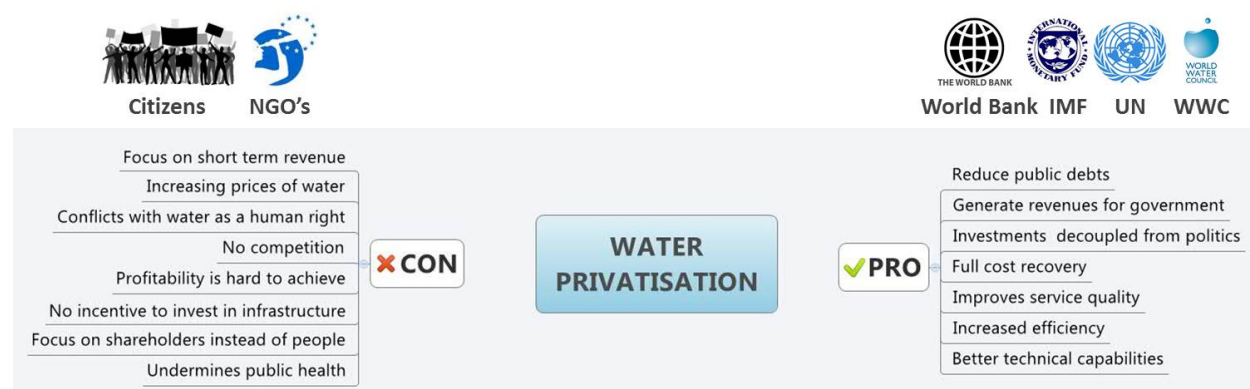 THE WORLD BANK
INTERNATIONAL MONETARY FUND
WORLD
WATER
COUNCIL
Citizens
NGO’s
World Bank
IMF
UN
WWC
Focus on short term revenue
Increasing prices of water
Conflicts with water as a human right
No competition
Profitability is hard to achieve
No incentive to invest in infrastructure
Focus on shareholders instead of people
Undermines public health
CON
WATER
PRIVATISATION
PRO
Reduce public debts
Generate revenues for government
Investments decoupled from politics
Full cost recovery
Improves service quality
Increased efficiency
Better technical capabilities